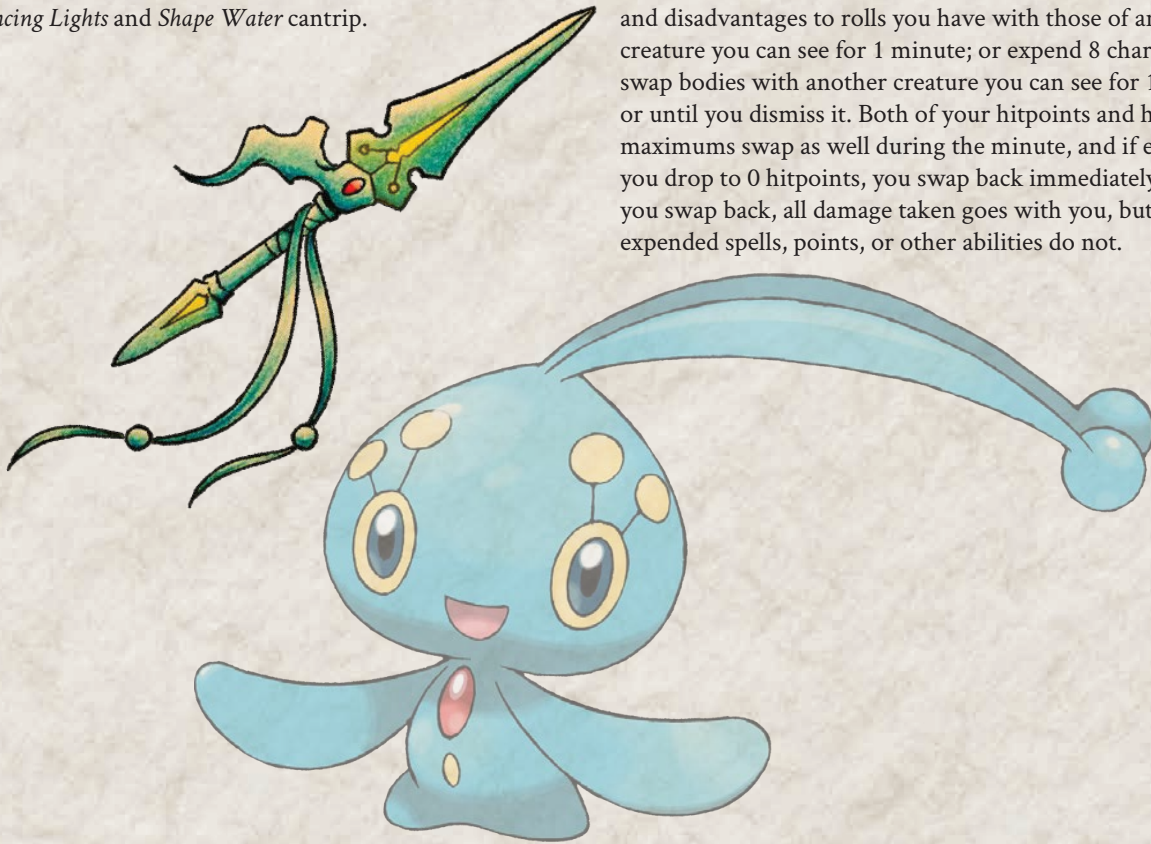 Lights and Shape Water cantrip.
and disadvantages to rolls you have with those of
creature you can see for 1 minute; or expend 8
swap bodies with another creature you can see for 1
or until you dismiss it. Both of your hitpoints and
maximums swap as well during the minute, and if
you drop to 0 hitpoints, you swap back immediately
you swap back, all damage taken goes with you, but
expended spells, points, or other abilities do not.